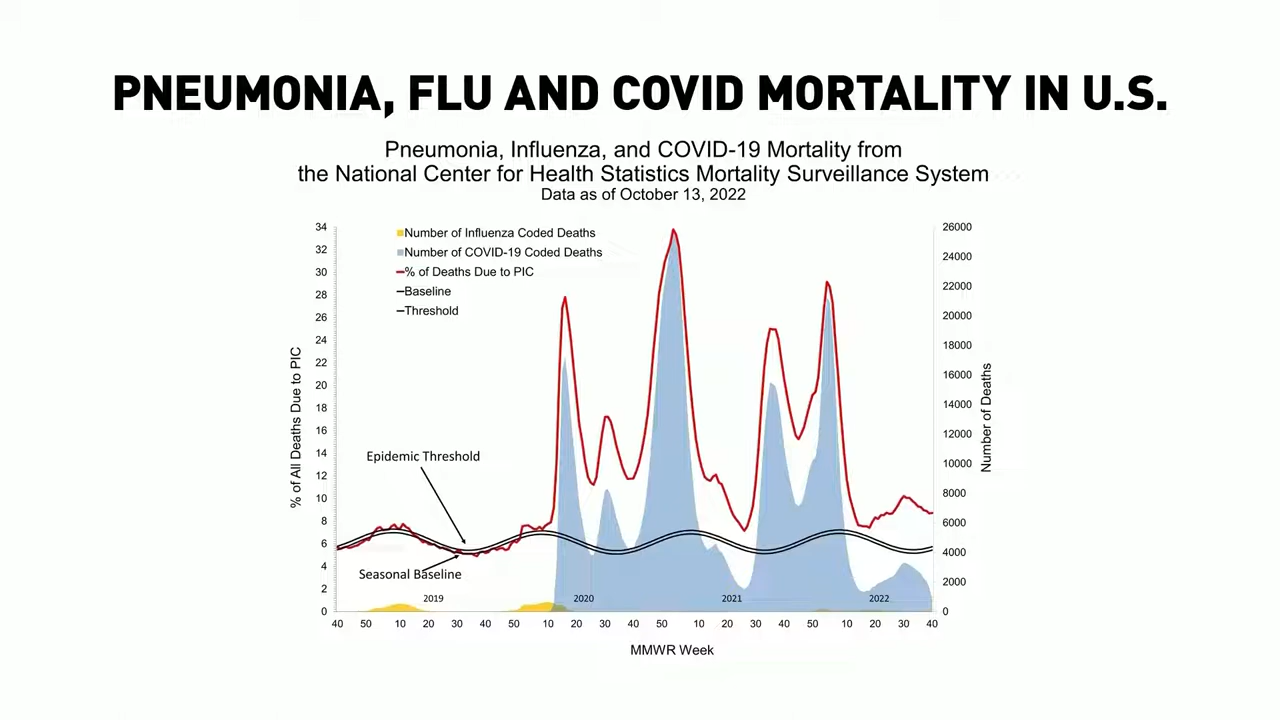 PNEUMONIA, FLU AND COVID MORTALITY IN U.S.
Pneumonia, Influenza, and COVID-19 Mortality from
the National Center for Health Statistics Mortality Surveillance System
Data as of October 13, 2022
Number of Influenza Coded Deaths
Number of COVID-19 Coded Deaths
% of Deaths Due to PIC
Baseline
Threshold
% of All Deaths Due to PIC
34
32
30
28
26
24
22
20
18
16
14
12
10
8
6
4
2
0
Epidemic Threshold
Seasonal Baseline
2019 2020 2021 2022
26000
24000
22000
20000
18000
16000
14000
12000
10000
8000
6000
4000
2000
0
Number of Deaths
40 50 10 20 30 40 50 10 20 30 40 50 10 20 30 40 50 10 20 30 40
MMWR Week